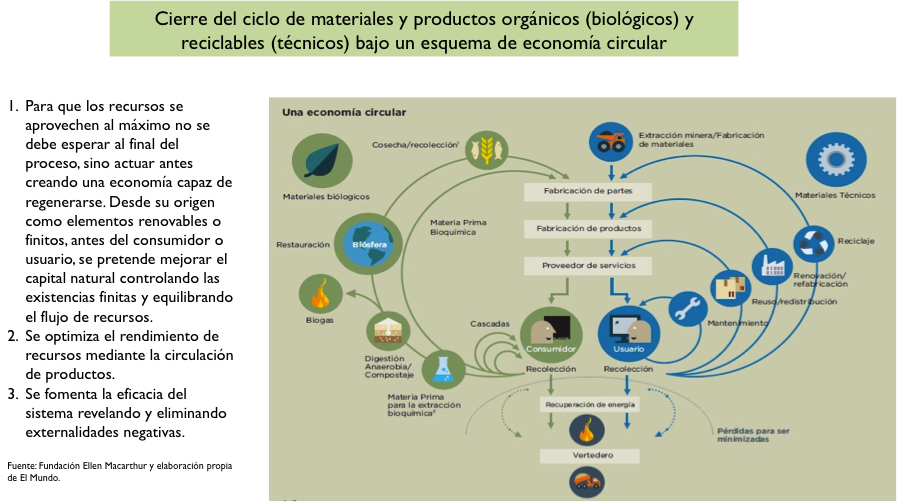 Cierre del ciclo de materiales y productos orgánicos (biológicos) y
reciclables (técnicos) bajo un esquema de economía circular
1. Para que los recursos se
aprovechen al máximo no se
debe esperar al final del
proceso, sino actuar antes
creando una economía capaz de
regenerarse. Desde su origen
como elementos renovables o
finitos, antes del consumidor o
usuario, se pretende mejorar el
capital natural controlando las
existencias finitas y equilibrando
el flujo de recursos.
2. Se optimiza el rendimiento de
recursos mediante la circulación
de productos.
3. Se fomenta la eficacia del
sistema revelando y eliminando
externalidades negativas.
Fuente: Fundación Ellen Macarthur y elaboración propia
de El Mundo.
Una economía circular
Cosecha/recolección¹
Extracción minera/Fabricación
de materiales
Materiales biólogicos
Materiales Técnicos
Fabricación de partes
Materia Prima
Bioquímica
Fabricación de productos
Restauración
Biósfera
Reciclaje
Proveedor de servicios
Renovación/
refabricación
Reuso/redistribución
Biogas
Mantenimiento
Cascadas
Consumidor
Usuario
Digestión
Anaerobia/
Compostaje
Recolección
Recolección
Materia Prima
para la extracción
bioquímica²
Recuperación de energía
Pérdidas para ser
minimizadas
Vertedero